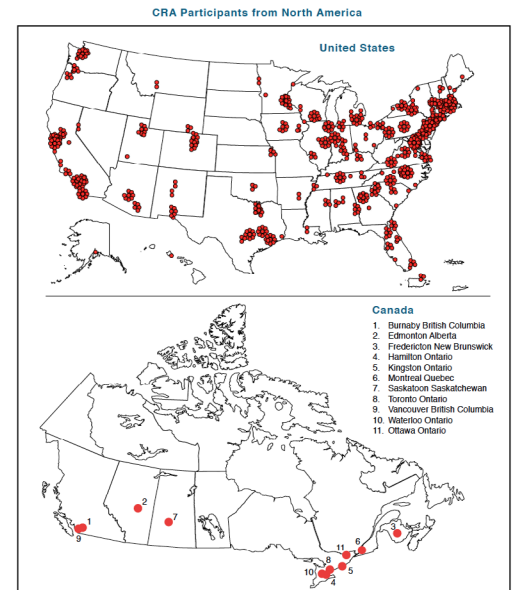 CRA Participants from North America
United States
Canada
1. Burnaby British Columbia
2. Edmonton Alberta
3. Fredericton New Brunswick
4. Hamilton Ontario
5. Kingston Ontario
6. Montreal Quebec
7. Saskatoon Saskatchewan
8. Toronto Ontario
9. Vancouver British Columbia
10. Waterloo Ontario
11. Ottawa Ontario
2
7
1
9
3
6
11
8
5
10
4